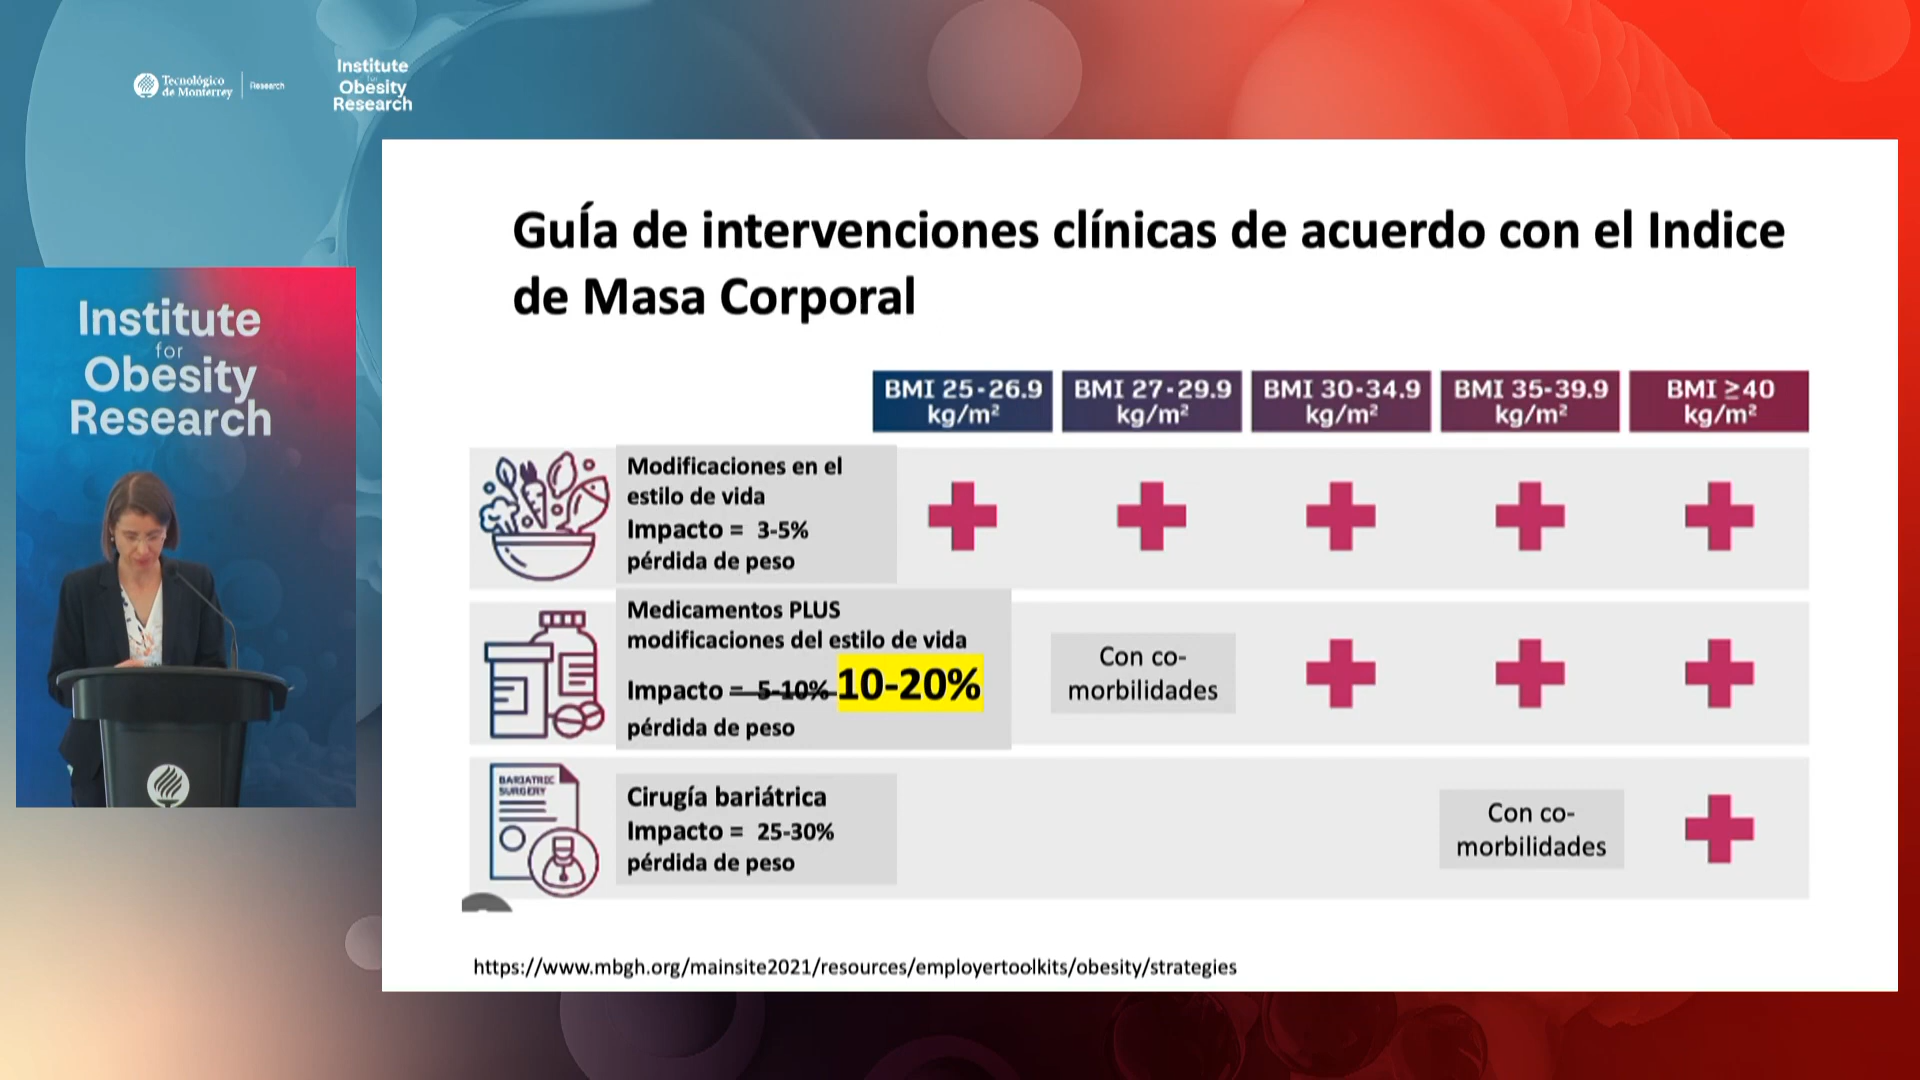 Tecnológico
de Monterrey
Research
Institute
for
Obesity
Research
Institute
for
Obesity
Research
GuÍa de intervenciones clínicas de acuerdo con el Indice
de Masa Corporal
BMI 25-26.9
kg/m²
BMI 27-29.9
kg/m²
BMI 30-34.9
kg/m²
BMI 35-39.9
kg/m²
BMI ≥40
kg/m²
Modificaciones en el
estilo de vida
Impacto = 3-5%
pérdida de peso
Medicamentos PLUS
modificaciones del estilo de vida
Impacto = 5-10% 10-20%
pérdida de peso
Con co-
morbilidades
BARIATRIC
SURGERY
Cirugía bariátrica
Impacto = 25-30%
pérdida de peso
Con co-
morbilidades
https://www.mbgh.org/mainsite2021/resources/employertoolkits/obesity/strategies